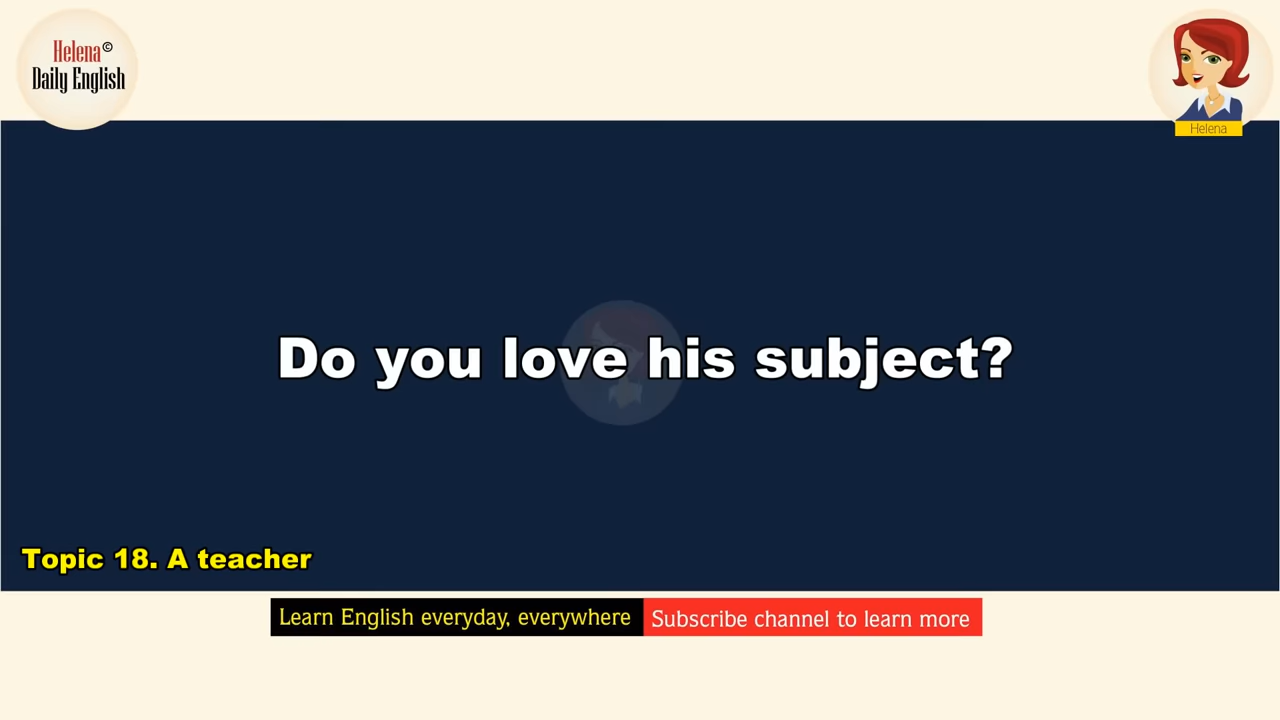 Helena©
Daily English
Helena
Do you love his subject?
Topic 18. A teacher
Learn English everyday, everywhere
Subscribe channel to learn more